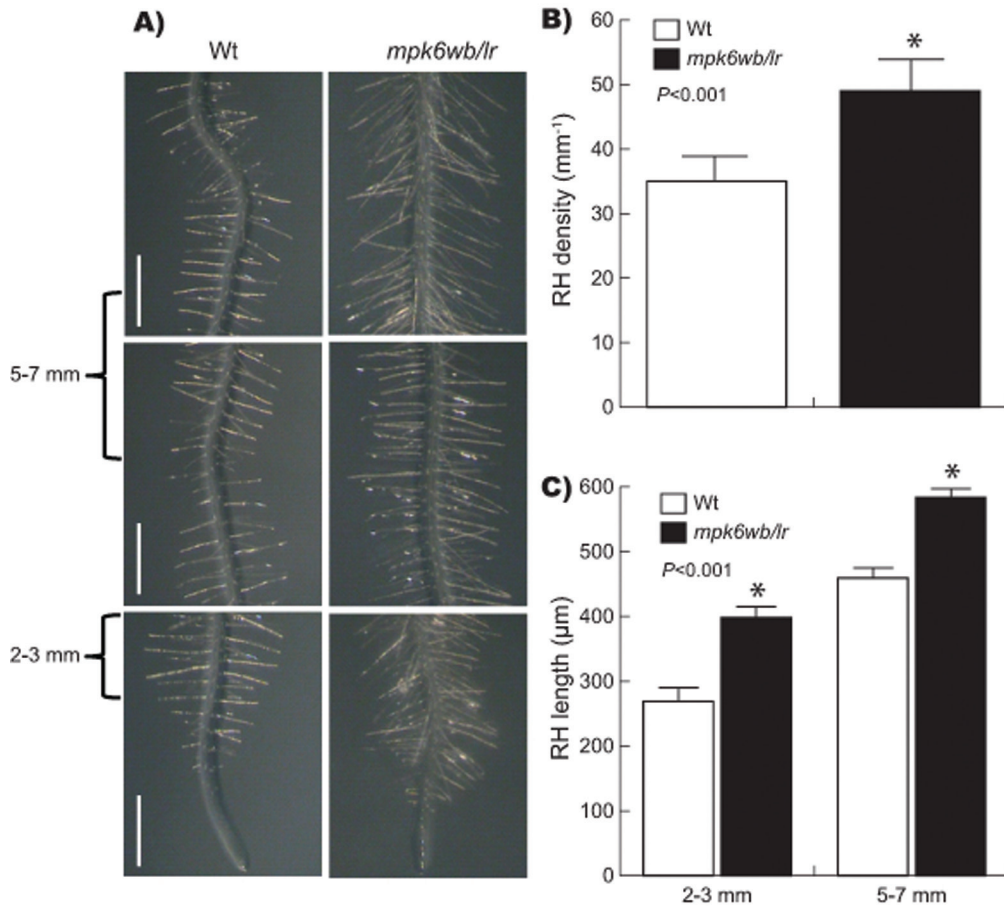 A)
Wt
mpk6wb/lr
5-7 mm
2-3 mm
B)
60
50
40
30
20
10
0
RH density (mm⁻¹)
Wt
mpk6wb/lr
P<0.001
*
C)
600
500
400
300
200
100
0
RH length (µm)
Wt
mpk6wb/lr
P<0.001
*
*
2-3 mm
5-7 mm